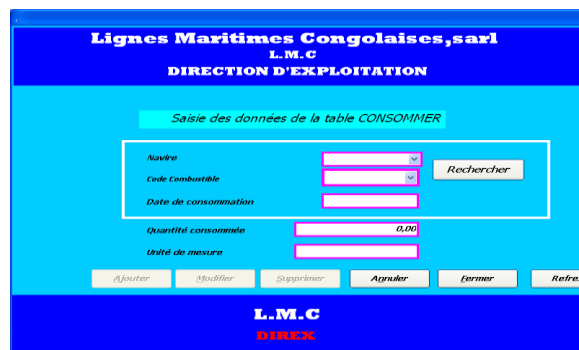 Lignes Maritimes Congolaises,sarl
L.M.C
DIRECTION D'EXPLOITATION
Saisie des données de la table CONSOMMER
Navire
Code Combustible
Rechercher
Date de consommation
Quantité consommée 0,00
Unité de mesure
Ajouter Modifier Supprimer Annuler Fermer Refre
L.M.C
DIREX